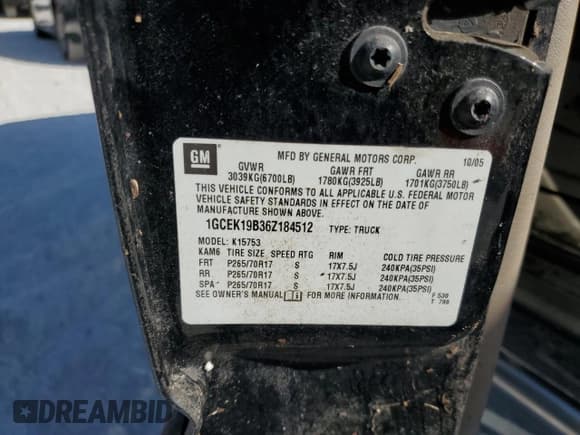 GM
MFD BY GENERAL MOTORS CORP. 10/05
GVWR GAWR FRT GAWR RR
3039KG(6700LB) 1780KG(3925LB) 1701KG(3750LB)
THIS VEHICLE CONFORMS TO ALL APPLICABLE U.S. FEDERAL MOTOR
VEHICLE SAFETY STANDARDS IN EFFECT ON THE DATE OF
MANUFACTURE SHOWN ABOVE.
1GCEK19B36Z184512 TYPE: TRUCK
MODEL: K15753
KAM6 TIRE SIZE SPEED RTG RIM COLD TIRE PRESSURE
FRT P265/70R17 S 17X7.5J 240KPA(35PSI)
RR P265/70R17 S 17X7.5J 240KPA(35PSI)
SPA P265/70R17 S 17X7.5J 240KPA(35PSI)
SEE OWNER'S MANUAL FOR MORE INFORMATION.
F 530
T 798
DREAMBID